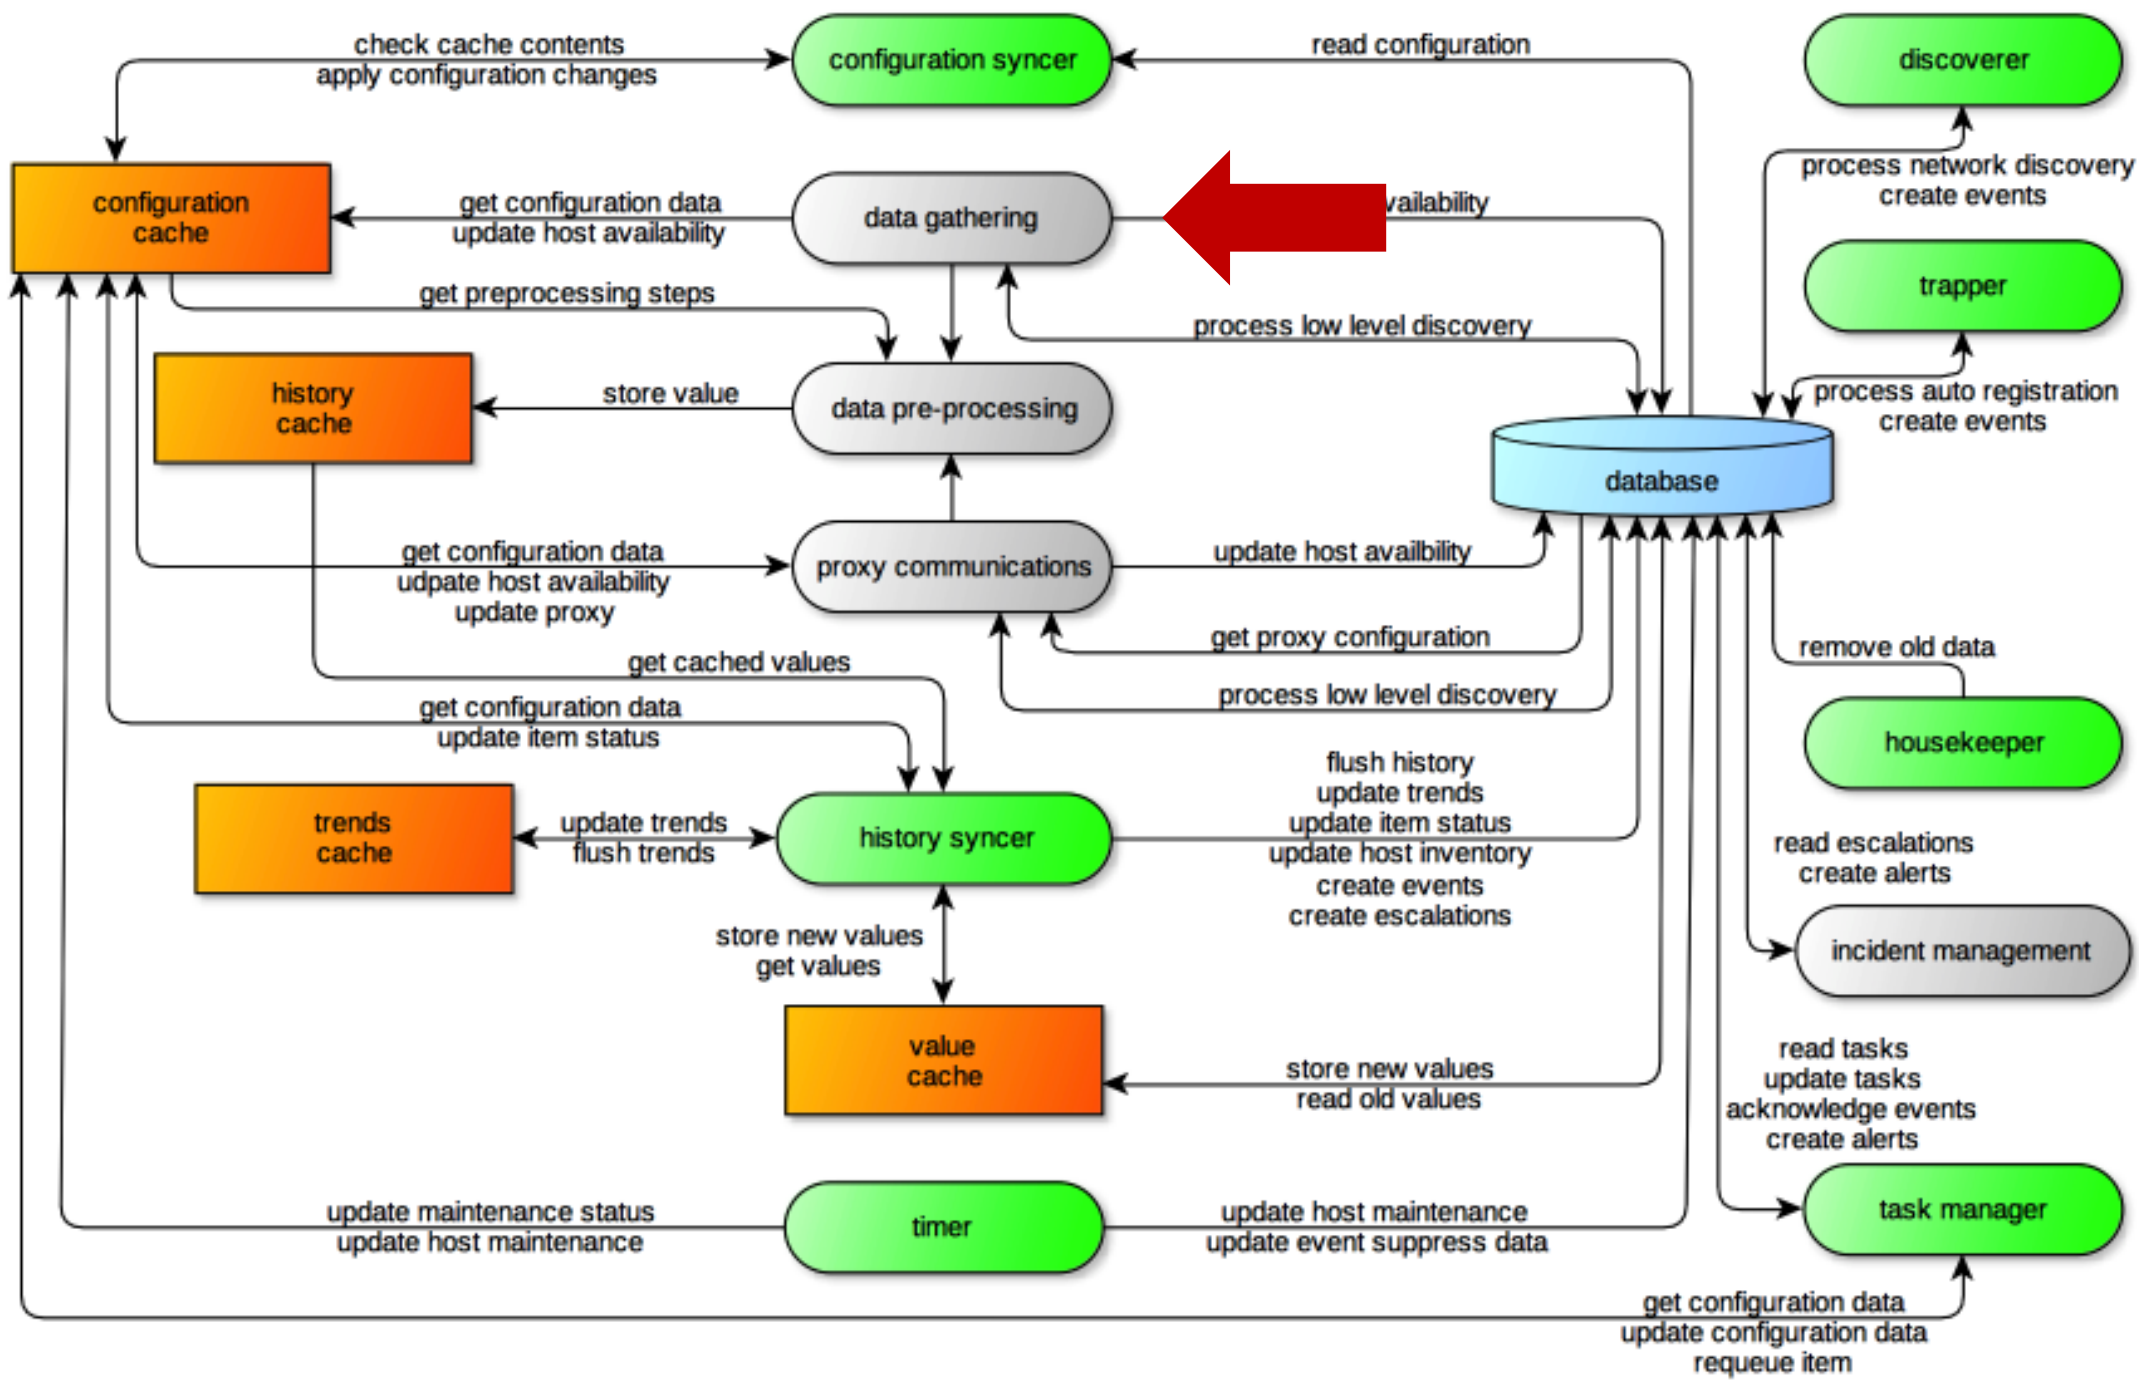 check cache contents
apply configuration changes
configuration syncer
read configuration
discoverer
process network discovery
create events
configuration
cache
get configuration data
update host availability
data gathering
trapper
get preprocessing steps
process low level discovery
process auto registration
create events
history
cache
store value
data pre-processing
database
get configuration data
udpate host availability
update proxy
proxy communications
update host availbility
get proxy configuration
remove old data
get cached values
process low level discovery
get configuration data
update item status
housekeeper
trends
cache
update trends
flush trends
history syncer
flush history
update trends
update item status
update host inventory
create events
create escalations
read escalations
create alerts
incident management
store new values
get values
value
cache
store new values
read old values
read tasks
update tasks
acknowledge events
create alerts
task manager
update maintenance status
update host maintenance
timer
update host maintenance
update event suppress data
get configuration data
update configuration data
requeue item